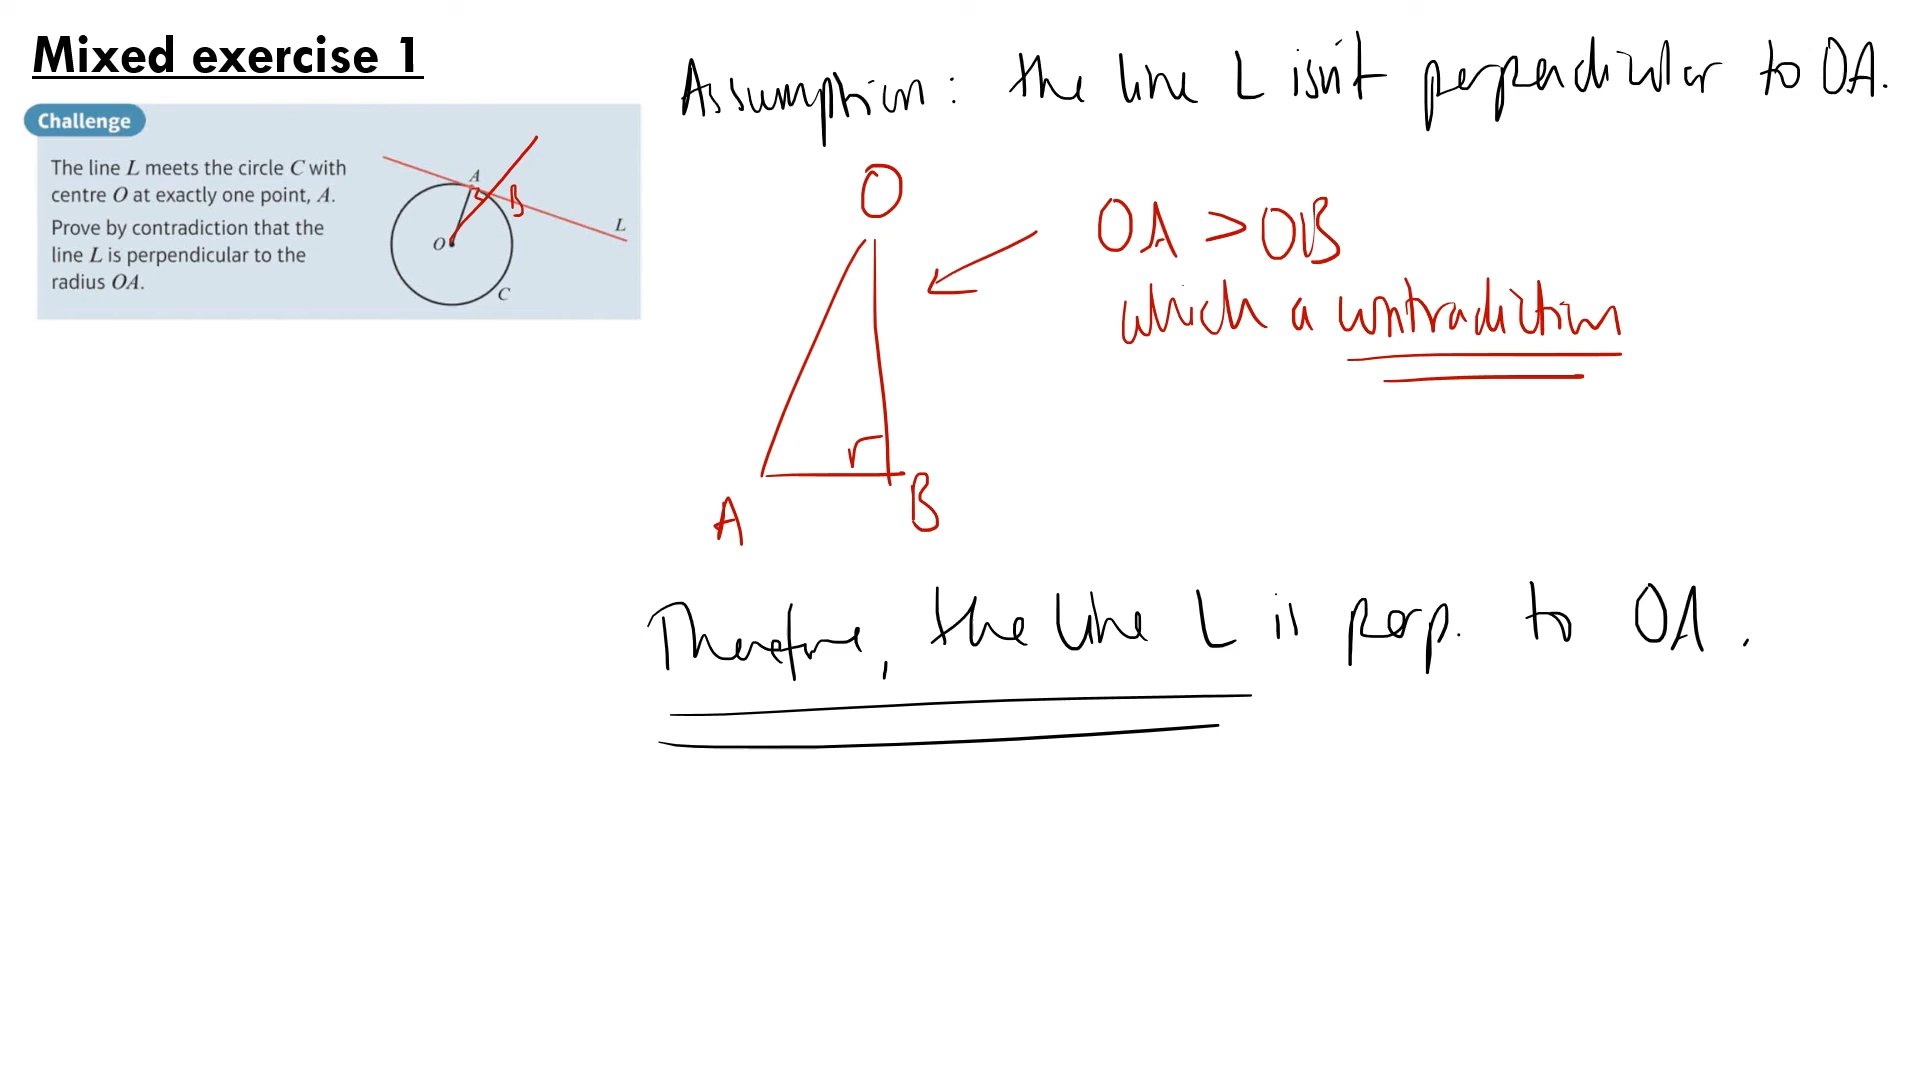 Mixed exercise 1
Challenge
The line L meets the circle C with
centre O at exactly one point, A.
Prove by contradiction that the
line L is perpendicular to the
radius OA.
A
B
L
O
C
Assumption: the line L isn't perpendicular to OA.
O
OA > OB
which a contradiction
A
B
Therefore, the line L is perp. to OA.